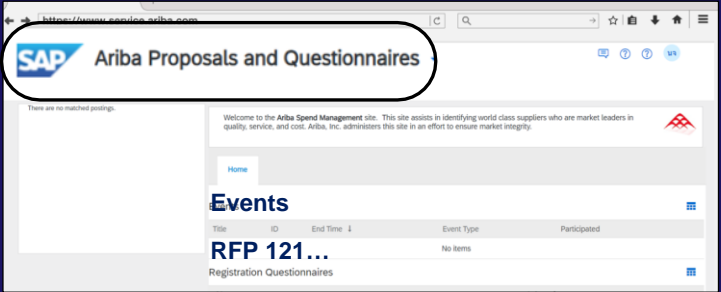 https://www.service.ariba.com
SAP Ariba Proposals and Questionnaires
There are no matched postings.
Welcome to the Ariba Spend Management site. This site assists in identifying world class suppliers who are market leaders in
quality, service, and cost. Ariba, Inc. administers this site in an effort to ensure market integrity.
Home
Events
Title ID End Time ↓ Event Type Participated
RFP 121...
No items
Registration Questionnaires